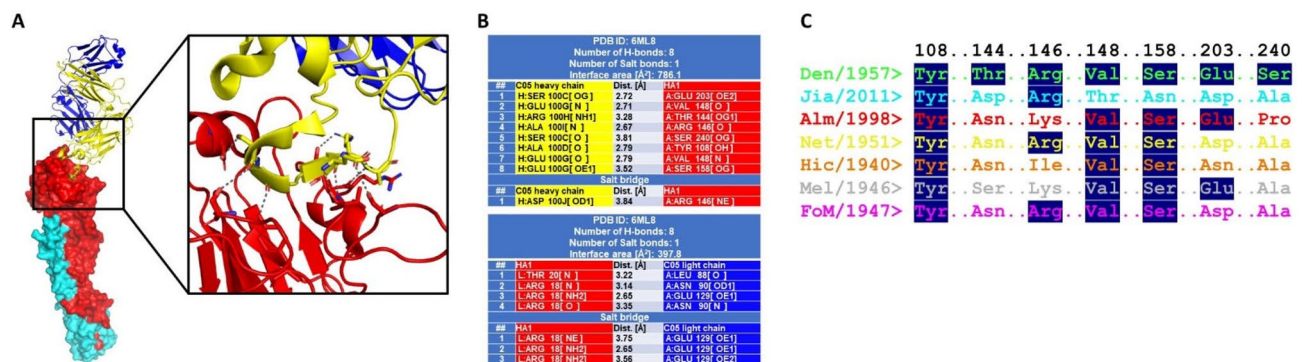 A
B
PDB ID: 6ML8
Number of H-bonds: 8
Number of Salt bonds: 1
Interface area [Å²]: 786.1
## C05 heavy chain Dist. [Å] HA1
1 H:SER 100C[ OG] 2.72 A:GLU 203[ OE2]
2 H:GLU 100G[ N ] 2.71 A:VAL 148[ O ]
3 H:ARG 100H[ NH1] 3.28 A:THR 144[ OG1]
4 H:ALA 100I[ N ] 2.67 A:ARG 146[ O ]
5 H:SER 100C[ O ] 3.81 A:SER 240[ OG ]
6 H:ALA 100D[ O ] 2.79 A:TYR 108[ OH ]
7 H:GLU 100G[ O ] 2.79 A:VAL 148[ N ]
8 H:GLU 100G[ OE1] 3.52 A:SER 158[ OG ]
Salt bridge
## C05 heavy chain Dist. [Å] HA1
1 H:ASP 100J[ OD1] 3.84 A:ARG 146[ NE ]
PDB ID: 6ML8
Number of H-bonds: 8
Number of Salt bonds: 1
Interface area [Å²]: 397.8
## HA1 Dist. [Å] C05 light chain
1 L:THR 20[ N ] 3.22 A:LEU 88[ O ]
2 L:ARG 18[ N ] 3.14 A:ASN 90[ OD1]
3 L:ARG 18[ NH2] 2.65 A:GLU 129[ OE1]
4 L:ARG 18[ O ] 3.35 A:ASN 90[ N ]
Salt bridge
## HA1 Dist. [Å] C05 light chain
1 L:ARG 18[ NE ] 3.75 A:GLU 129[ OE1]
2 L:ARG 18[ NH2] 2.65 A:GLU 129[ OE1]
3 L:ARG 18[ NH2] 3.56 A:GLU 129[ OE2]
C
108..144..146..148..158..203..240
Den/1957> Tyr..Thr..Arg..Val..Ser..Glu..Ser
Jia/2011> Tyr..Asp..Arg..Thr..Asn..Asp..Ala
Alm/1998> Tyr..Asn..Lys..Val..Ser..Glu..Pro
Net/1951> Tyr..Asn..Arg..Val..Ser..Asp..Ala
Hic/1940> Tyr..Asn..Ile..Val..Ser..Asn..Ala
Mel/1946> Tyr..Ser..Lys..Val..Ser..Glu..Ala
FoM/1947> Tyr..Asn..Arg..Val..Ser..Asp..Ala